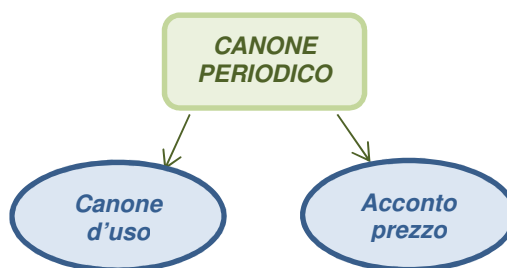 CANONE
PERIODICO
Canone
d'uso
Acconto
prezzo